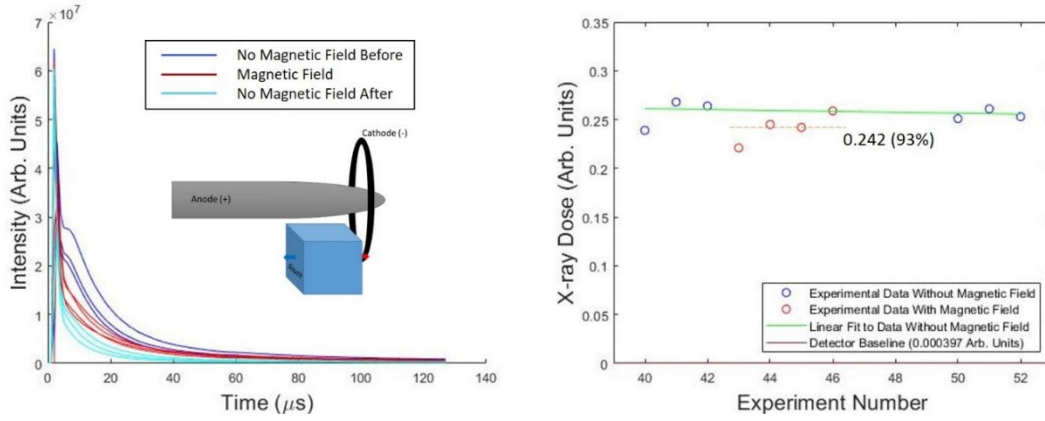 ×10⁷
7
6
5
4
3
2
1
0
Intensity (Arb. Units)
No Magnetic Field Before
Magnetic Field
No Magnetic Field After
Cathode (-)
Anode (+)
South
0 20 40 60 80 100 120 140
Time (μs)
0.35
0.3
0.25
0.2
0.15
0.1
0.05
0
X-ray Dose (Arb. Units)
0.242 (93%)
Experimental Data Without Magnetic Field
Experimental Data With Magnetic Field
Linear Fit to Data Without Magnetic Field
Detector Baseline (0.000397 Arb. Units)
40 42 44 46 48 50 52
Experiment Number